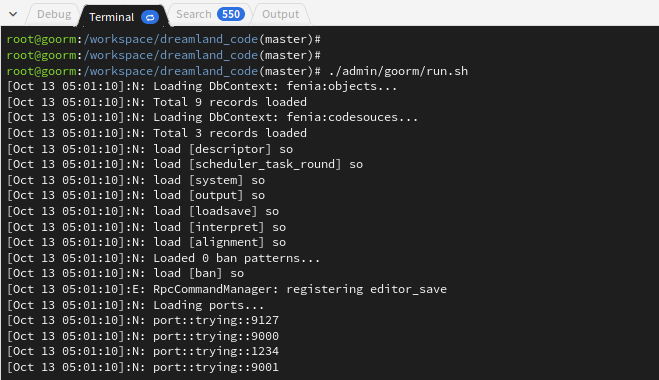 Debug Terminal Search 550 Output
root@goorm:/workspace/dreamland_code(master)#
root@goorm:/workspace/dreamland_code(master)#
root@goorm:/workspace/dreamland_code(master)# ./admin/goorm/run.sh
[Oct 13 05:01:10]:N: Loading DbContext: fenia:objects...
[Oct 13 05:01:10]:N: Total 9 records loaded
[Oct 13 05:01:10]:N: Loading DbContext: fenia:codesouces...
[Oct 13 05:01:10]:N: Total 3 records loaded
[Oct 13 05:01:10]:N: load [descriptor] so
[Oct 13 05:01:10]:N: load [scheduler_task_round] so
[Oct 13 05:01:10]:N: load [system] so
[Oct 13 05:01:10]:N: load [output] so
[Oct 13 05:01:10]:N: load [loadsave] so
[Oct 13 05:01:10]:N: load [interpret] so
[Oct 13 05:01:10]:N: load [alignment] so
[Oct 13 05:01:10]:N: Loaded 0 ban patterns...
[Oct 13 05:01:10]:N: load [ban] so
[Oct 13 05:01:10]:E: RpcCommandManager: registering editor_save
[Oct 13 05:01:10]:N: Loading ports...
[Oct 13 05:01:10]:N: port::trying::9127
[Oct 13 05:01:10]:N: port::trying::9000
[Oct 13 05:01:10]:N: port::trying::1234
[Oct 13 05:01:10]:N: port::trying::9001